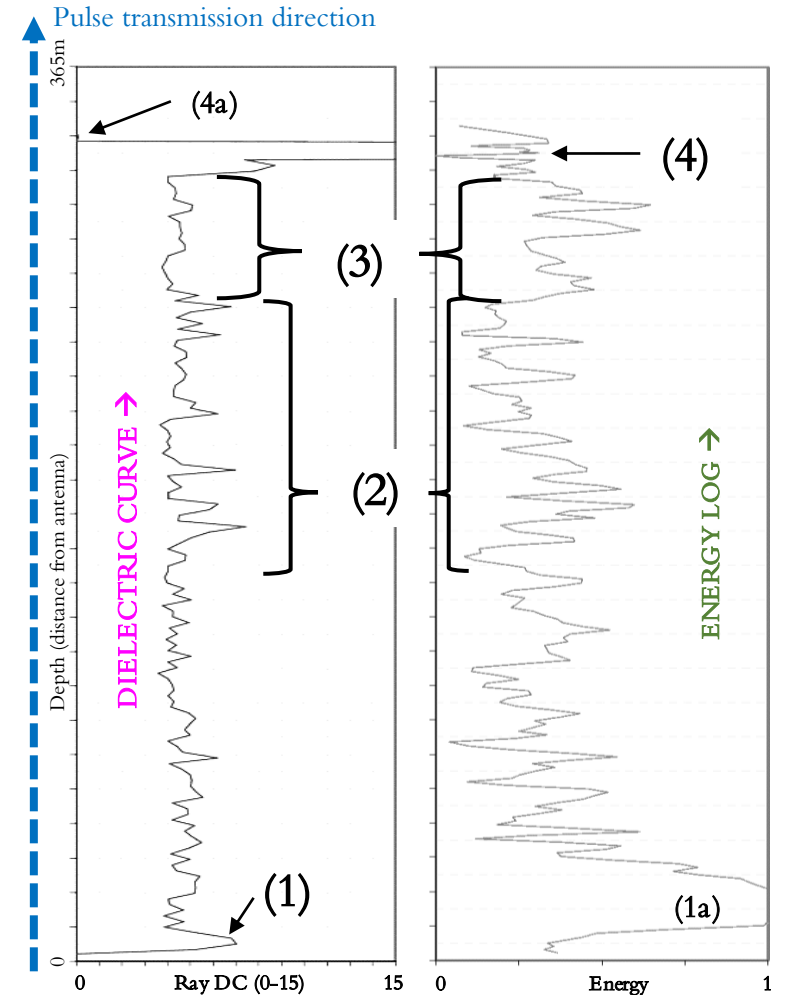 Pulse transmission direction
365m
(4a)
(4)
(3)
(2)
DIELECTRIC CURVE →
ENERGY LOG →
Depth (distance from antenna)
(1)
(1a)
0
0
Ray DC (0–15)
15
0
Energy
1